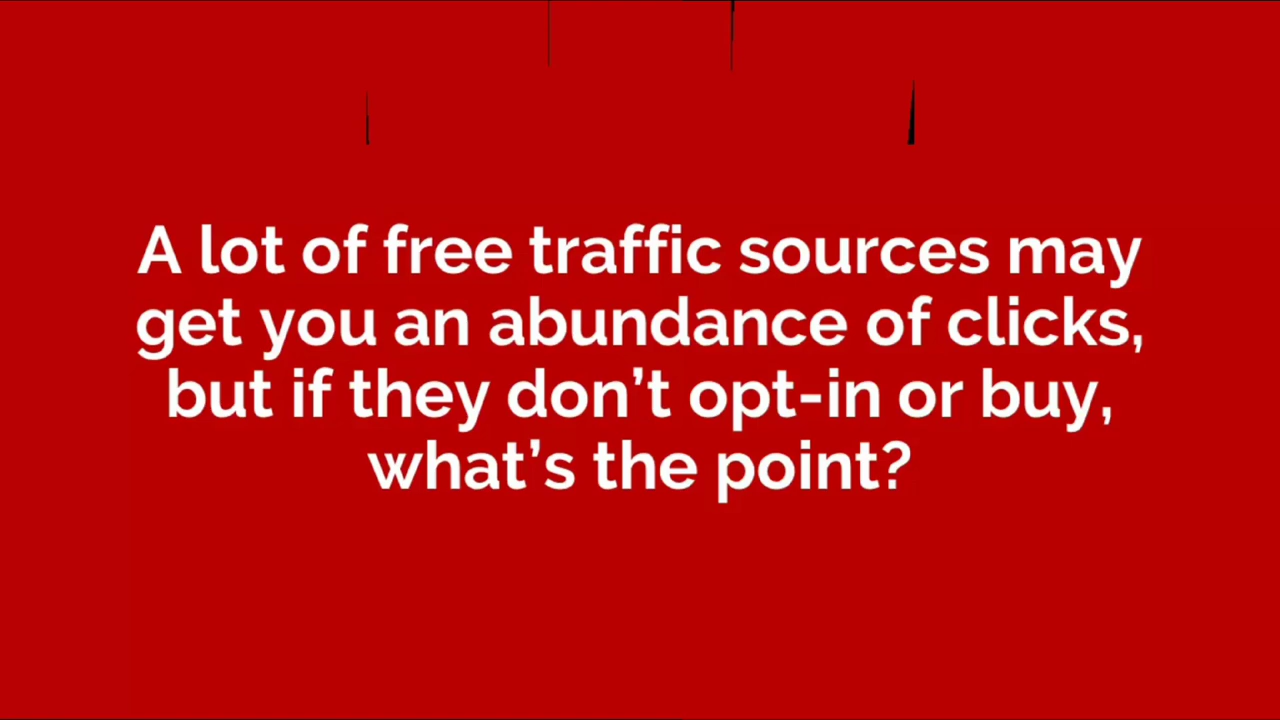 A lot of free traffic sources may
get you an abundance of clicks,
but if they don’t opt-in or buy,
what’s the point?